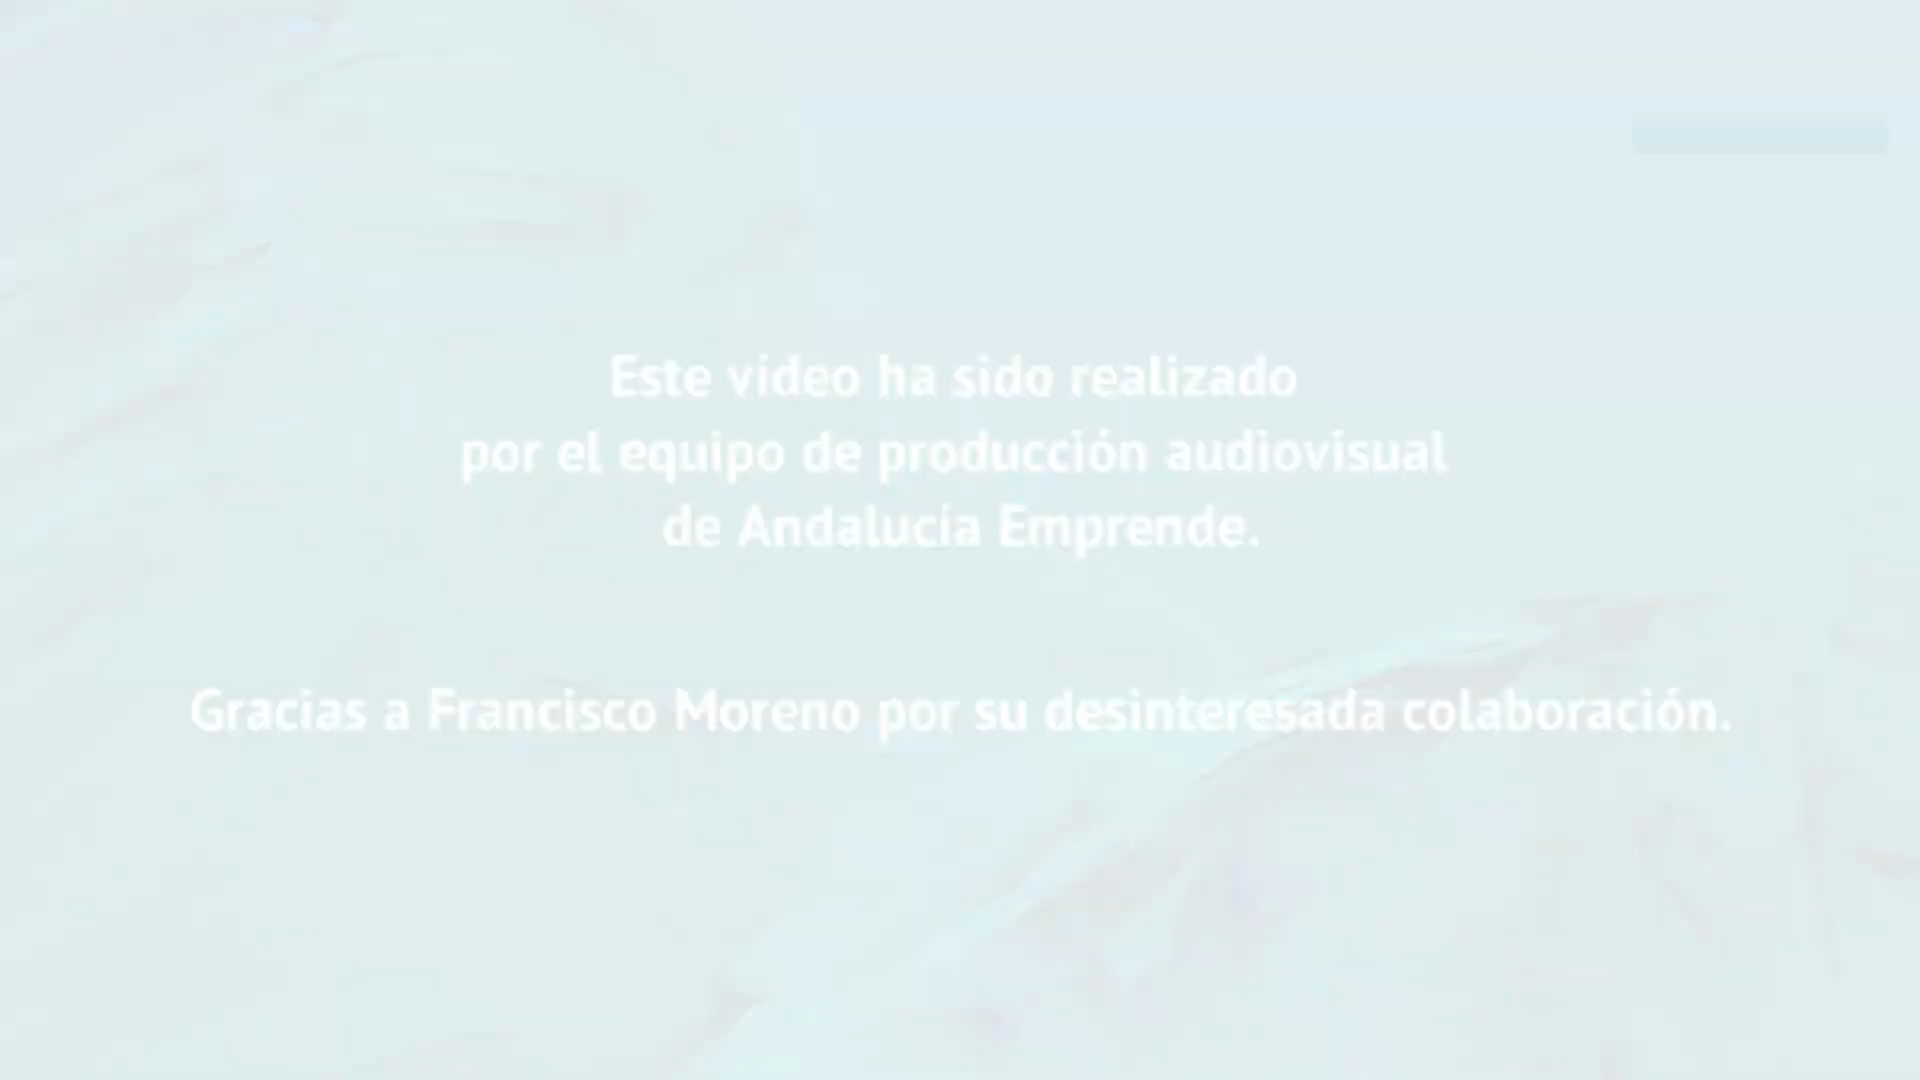 Este vídeo ha sido realizado
por el equipo de producción audiovisual
de Andalucía Emprende.
Gracias a Francisco Moreno por su desinteresada colaboración.